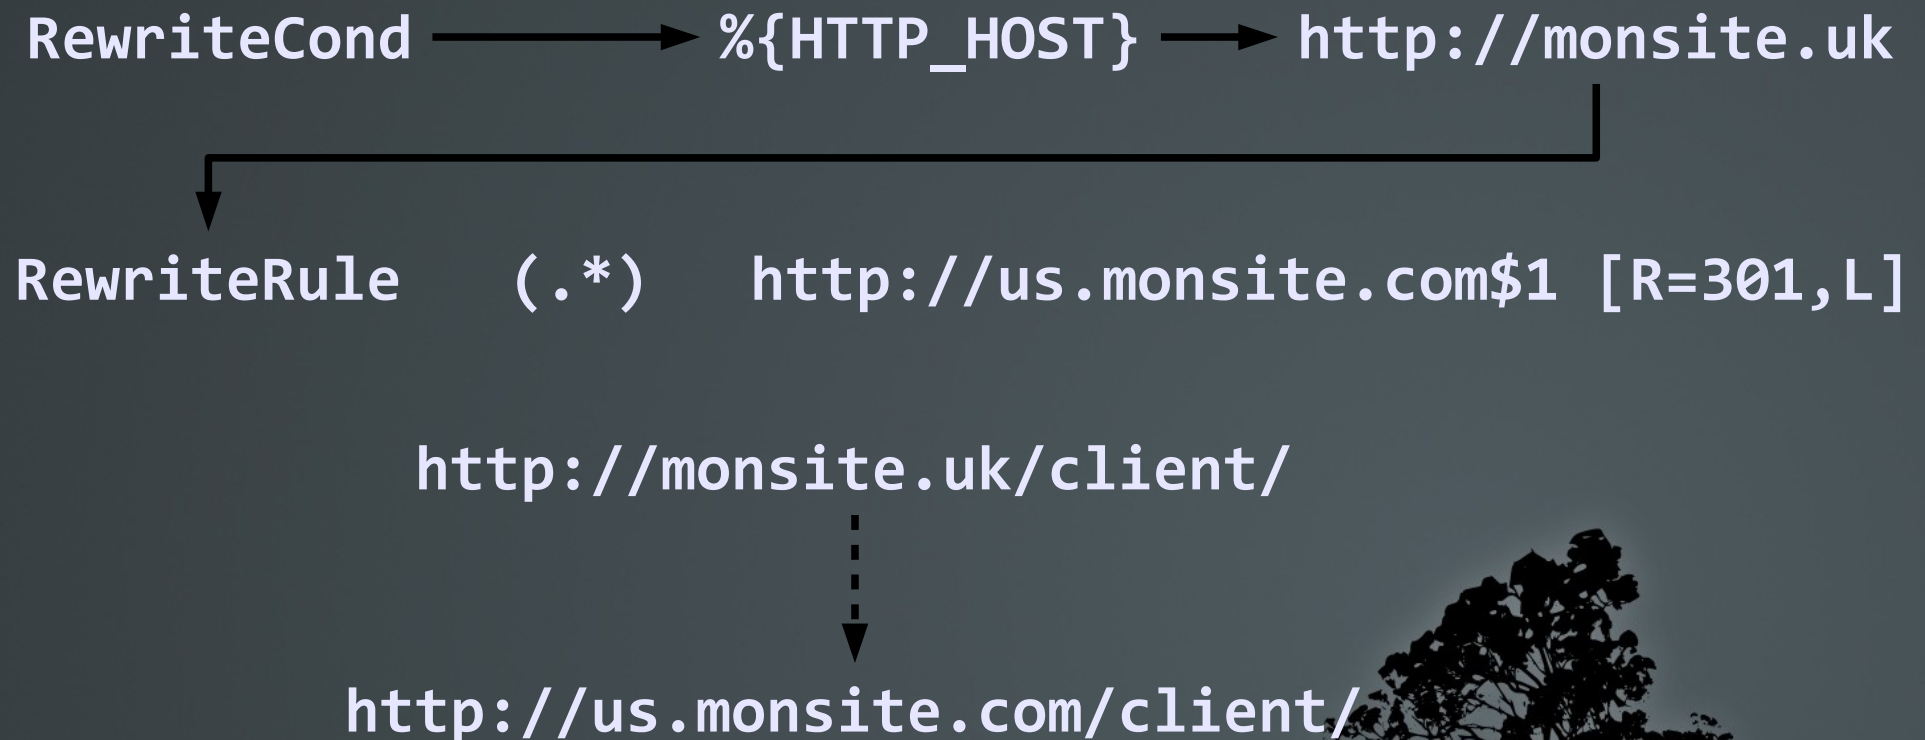 RewriteCond %{HTTP_HOST} http://monsite.uk
RewriteRule (.*) http://us.monsite.com$1 [R=301,L]
http://monsite.uk/client/
http://us.monsite.com/client/